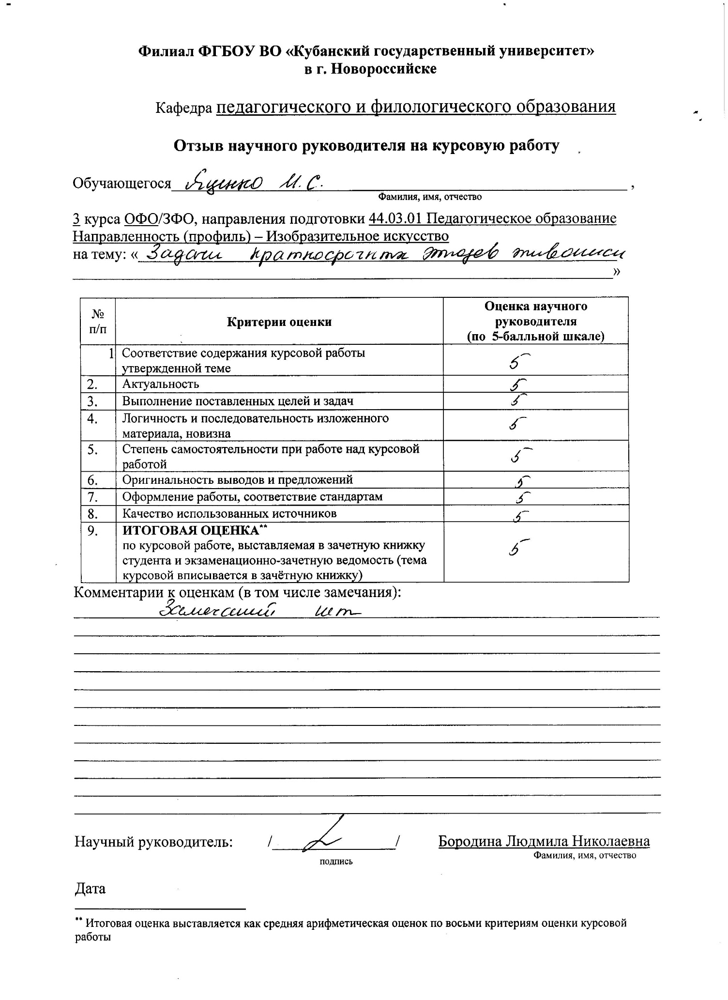 Филиал ФГБОУ ВО «Кубанский государственный университет»
в г. Новороссийске
Кафедра педагогического и филологического образования
Отзыв научного руководителя на курсовую работу
Обучающегося Яценко И. С. ,
Фамилия, имя, отчество
3 курса ОФО/ЗФО, направления подготовки 44.03.01 Педагогическое образование
Направленность (профиль) – Изобразительное искусство
на тему: « Задачи краткосрочных этюдов живописи
»
№ п/п Критерии оценки Оценка научного руководителя (по 5-балльной шкале)
1 Соответствие содержания курсовой работы
утвержденной теме 5
2. Актуальность 5
3. Выполнение поставленных целей и задач 5
4. Логичность и последовательность изложенного
материала, новизна 5
5. Степень самостоятельности при работе над курсовой
работой 5
6. Оригинальность выводов и предложений 5
7. Оформление работы, соответствие стандартам 5
8. Качество использованных источников 5
9. ИТОГОВАЯ ОЦЕНКА**
по курсовой работе, выставляемая в зачетную книжку
студента и экзаменационно-зачетную ведомость (тема
курсовой вписывается в зачётную книжку) 5
Комментарии к оценкам (в том числе замечания):
Замечаний нет
Научный руководитель: / / Бородина Людмила Николаевна
подпись Фамилия, имя, отчество
Дата
** Итоговая оценка выставляется как средняя арифметическая оценок по восьми критериям оценки курсовой
работы